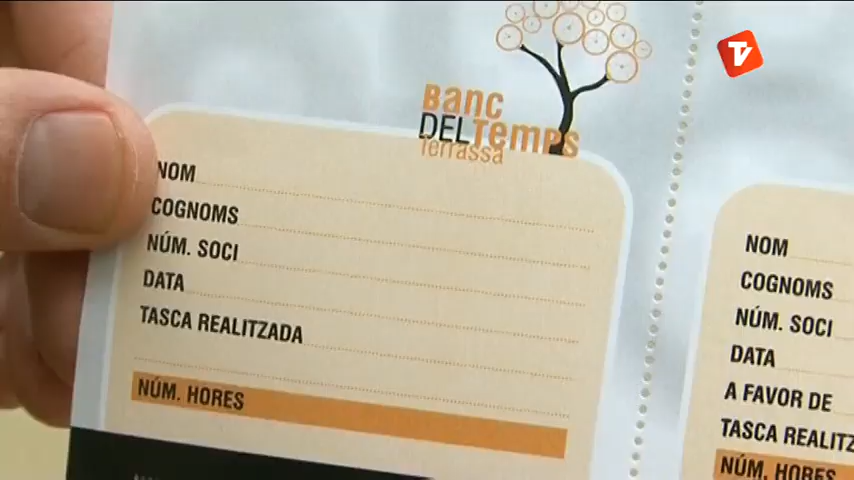 TV
BANC
DEL TEMPS
Terrassa
NOM
COGNOMS
NÚM. SOCI
DATA
TASCA REALITZADA
NÚM. HORES
NOM
COGNOMS
NÚM. SOCI
DATA
A FAVOR DE
TASCA REALITZ
NÚM. HORES